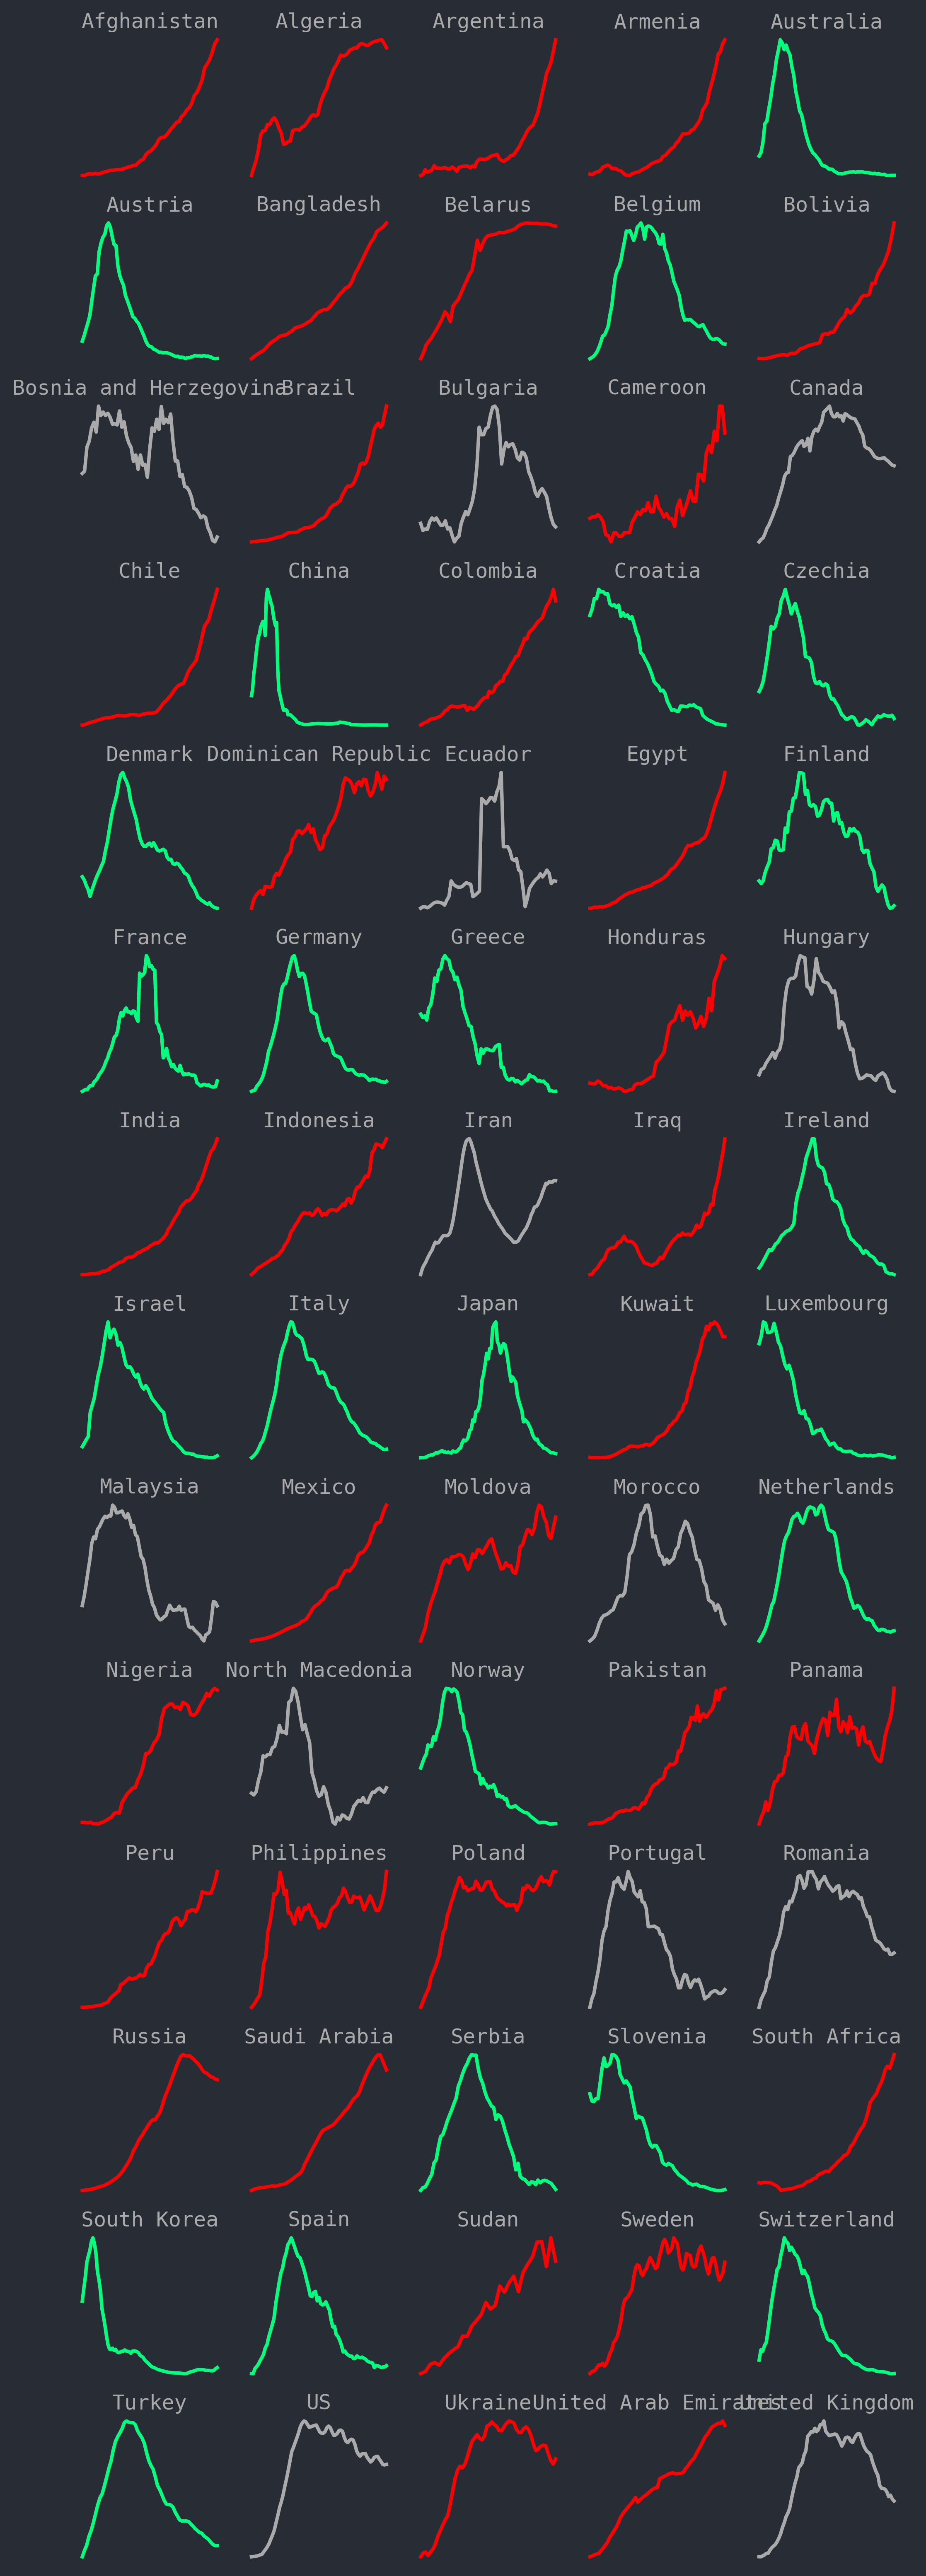 Afghanistan Algeria Argentina Armenia Australia
Austria Bangladesh Belarus Belgium Bolivia
Bosnia and Herzegovina Brazil Bulgaria Cameroon Canada
Chile China Colombia Croatia Czechia
Denmark Dominican Republic Ecuador Egypt Finland
France Germany Greece Honduras Hungary
India Indonesia Iran Iraq Ireland
Israel Italy Japan Kuwait Luxembourg
Malaysia Mexico Moldova Morocco Netherlands
Nigeria North Macedonia Norway Pakistan Panama
Peru Philippines Poland Portugal Romania
Russia Saudi Arabia Serbia Slovenia South Africa
South Korea Spain Sudan Sweden Switzerland
Turkey US Ukraine United Arab Emirates United Kingdom